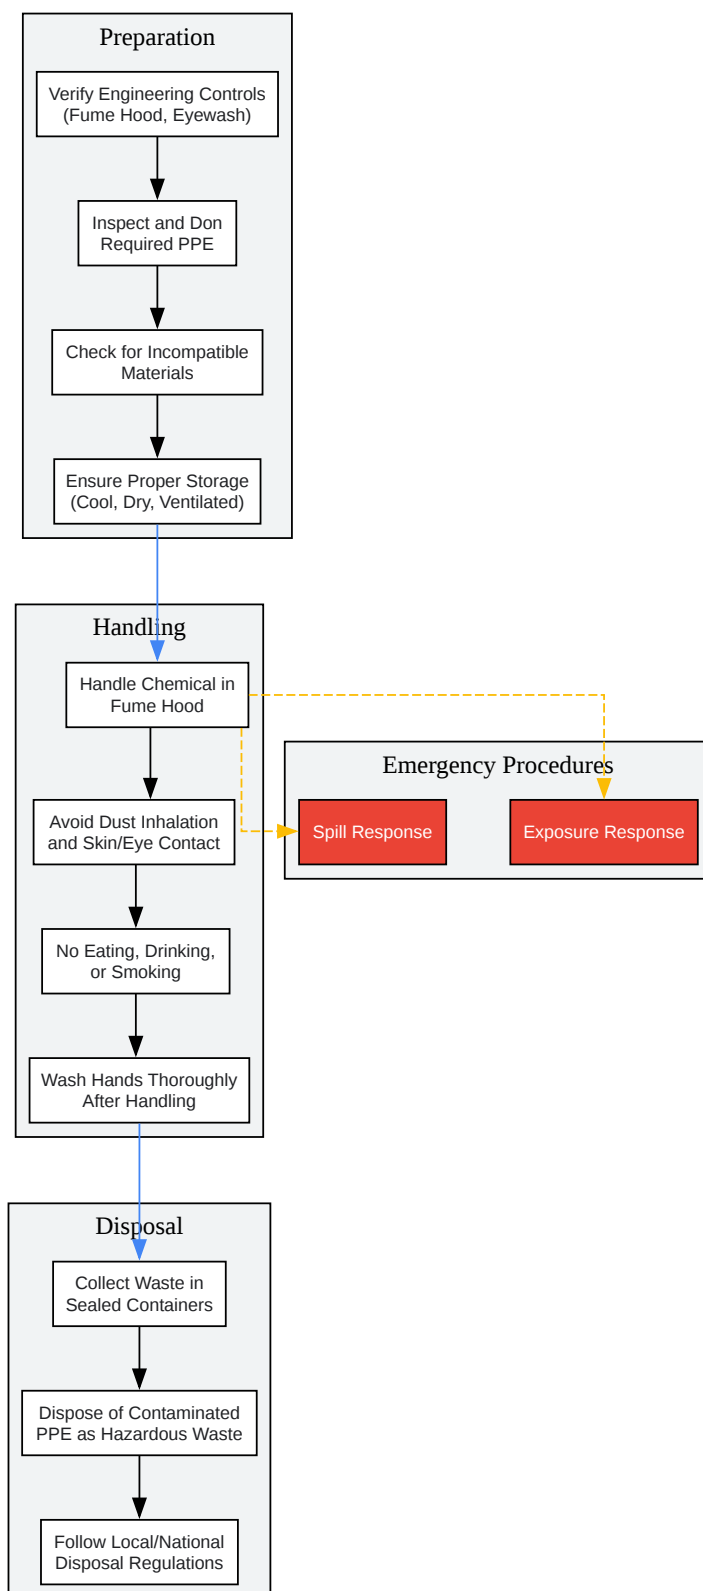 Preparation
Verify Engineering Controls
(Fume Hood, Eyewash)
Inspect and Don
Required PPE
Check for Incompatible
Materials
Ensure Proper Storage
(Cool, Dry, Ventilated)
Handling
Handle Chemical in
Fume Hood
Emergency Procedures
Spill Response
Exposure Response
Avoid Dust Inhalation
and Skin/Eye Contact
No Eating, Drinking,
or Smoking
Wash Hands Thoroughly
After Handling
Disposal
Collect Waste in
Sealed Containers
Dispose of Contaminated
PPE as Hazardous Waste
Follow Local/National
Disposal Regulations